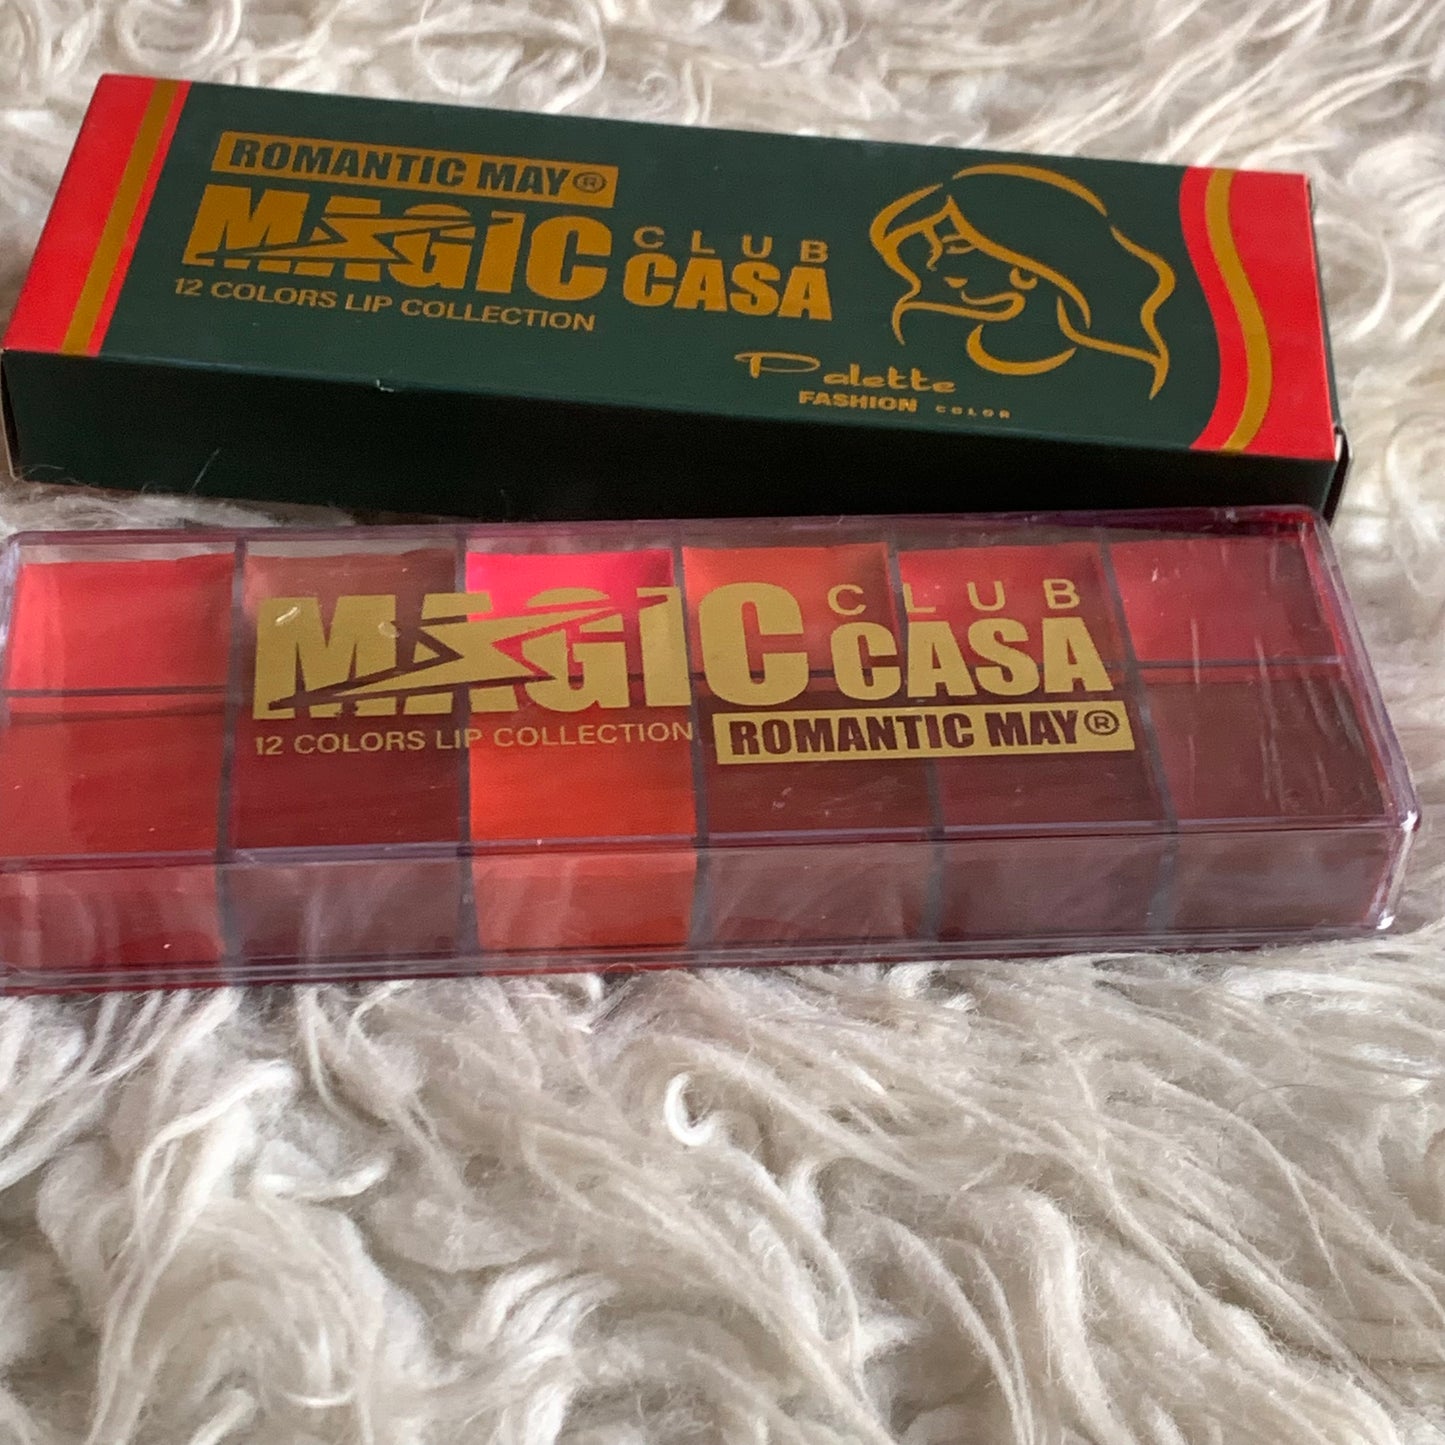 ROMANTIC MAY®
MAGIC CLUB CASA
12 COLORS LIP COLLECTION
Palette
FASHION COLOR
MAGIC CLUB CASA
12 COLORS LIP COLLECTION
ROMANTIC MAY®